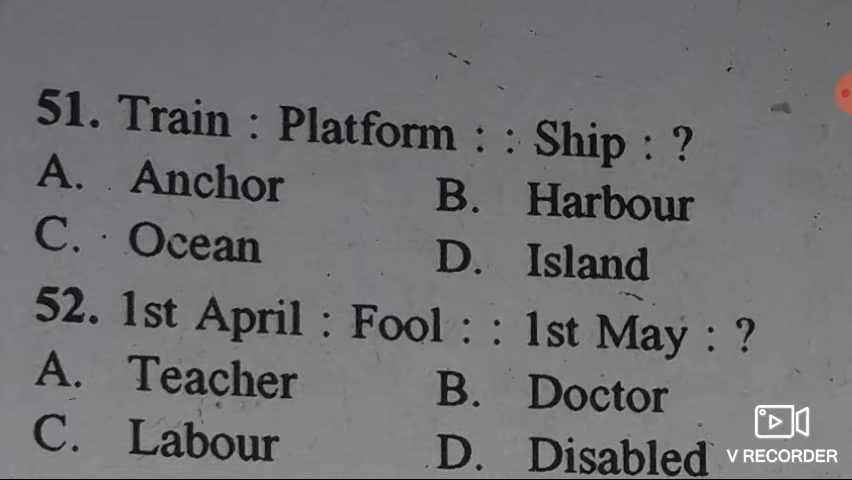 51. Train : Platform : : Ship : ?
A. Anchor B. Harbour
C. Ocean D. Island
52. 1st April : Fool : : 1st May : ?
A. Teacher B. Doctor
C. Labour D. Disabled
V RECORDER